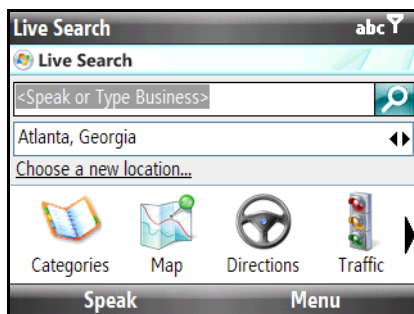 Live Search abc
Live Search
<Speak or Type Business>
Atlanta, Georgia
Choose a new location...
Categories Map Directions Traffic
Speak Menu